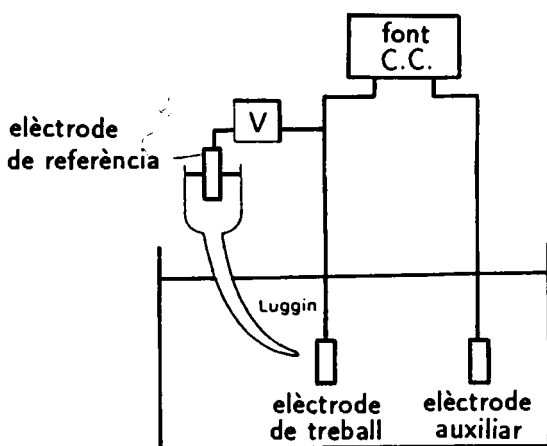 font
C.C.
V
elèctrode
de referència
Luggin
elèctrode
de treball
elèctrode
auxiliar